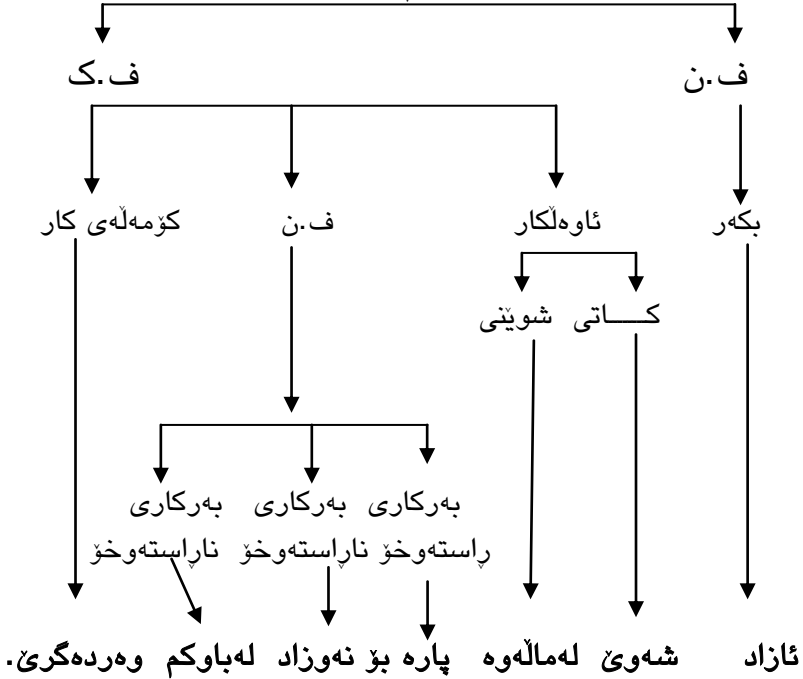 ف.ن ف.ک
بکەر ئاوەڵکار ف.ن کۆمەڵەی کار
کـــــاتی شوێنی
بەرکاری بەرکاری بەرکاری
ڕاستەوخۆ ناڕاستەوخۆ ناڕاستەوخۆ
ئازاد شەوێ لەماڵەوە پارە بۆ نەوزاد لەباوکم وەردەگرێ.